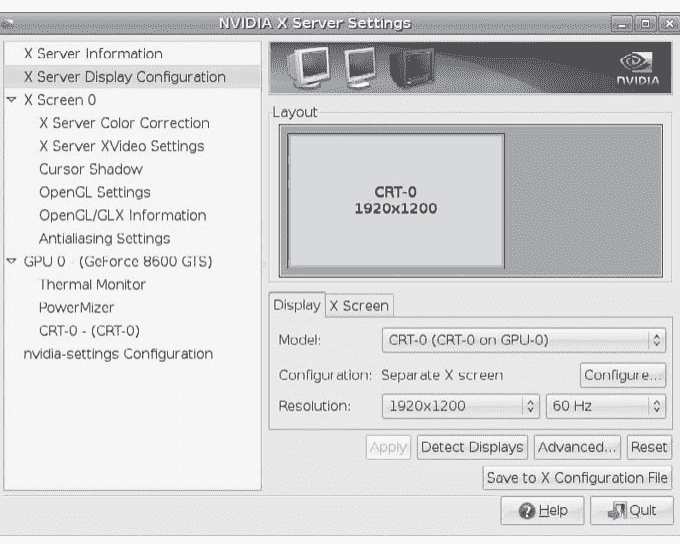 NVIDIA X Server Settings
X Server Information
X Server Display Configuration
X Screen 0
X Server Color Correction
X Server XVideo Settings
Cursor Shadow
OpenGL Settings
OpenGL/GLX Information
Antialiasing Settings
GPU 0 - (GeForce 8600 GTS)
Thermal Monitor
PowerMizer
CRT-0 - (CRT-0)
nvidia-settings Configuration
NVIDIA
Layout
CRT-0
1920x1200
Display X Screen
Model: CRT-0 (CRT-0 on GPU-0)
Configuration: Separate X screen Configure...
Resolution: 1920x1200 60 Hz
Apply Detect Displays Advanced... Reset
Save to X Configuration File
Help Quit